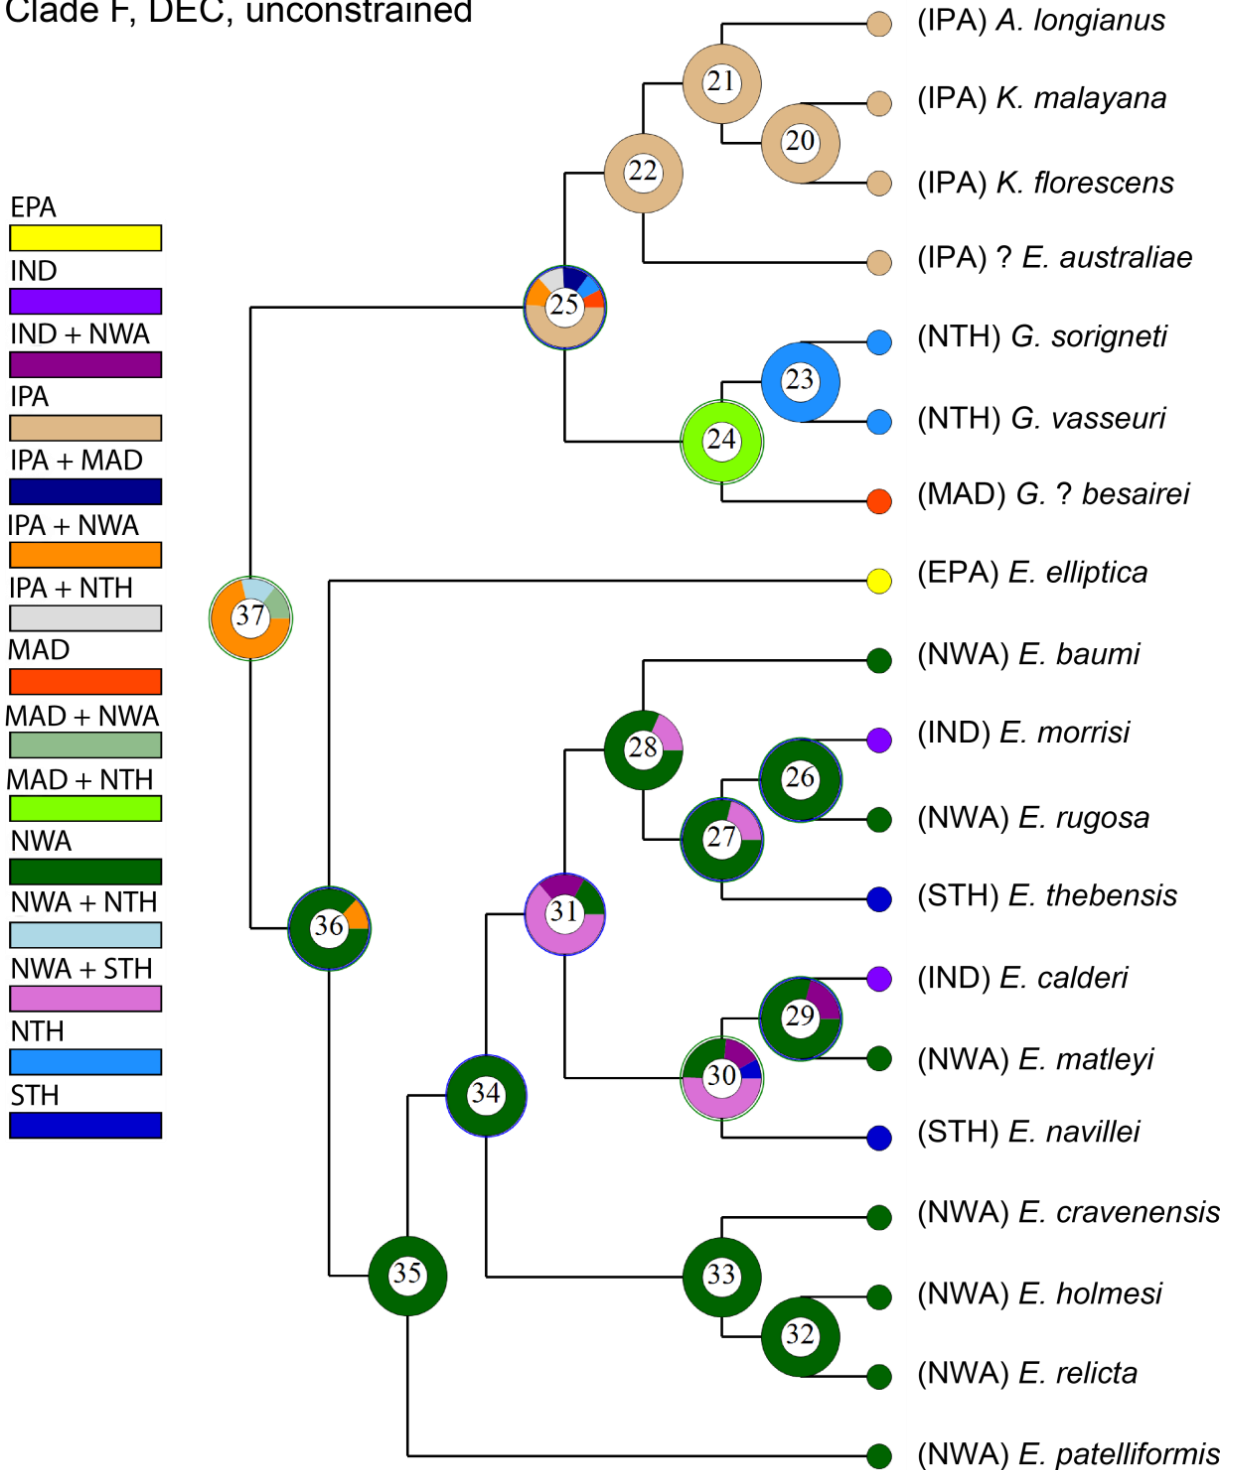 Clade F, DEC, unconstrained
EPA
IND
IND + NWA
IPA
IPA + MAD
IPA + NWA
IPA + NTH
MAD
MAD + NWA
MAD + NTH
NWA
NWA + NTH
NWA + STH
NTH
STH
(IPA) A. longianus
21
(IPA) K. malayana
20
22
(IPA) K. florescens
(IPA) ? E. australiae
25
(NTH) G. sorigneti
23
(NTH) G. vasseuri
24
(MAD) G. ? besairei
(EPA) E. elliptica
37
(NWA) E. baumi
28
(IND) E. morrisi
26
(NWA) E. rugosa
27
(STH) E. thebensis
31
36
(IND) E. calderi
29
(NWA) E. matleyi
30
34
(STH) E. navillei
(NWA) E. cravenensis
35
33
(NWA) E. holmesi
32
(NWA) E. relicta
(NWA) E. patelliformis